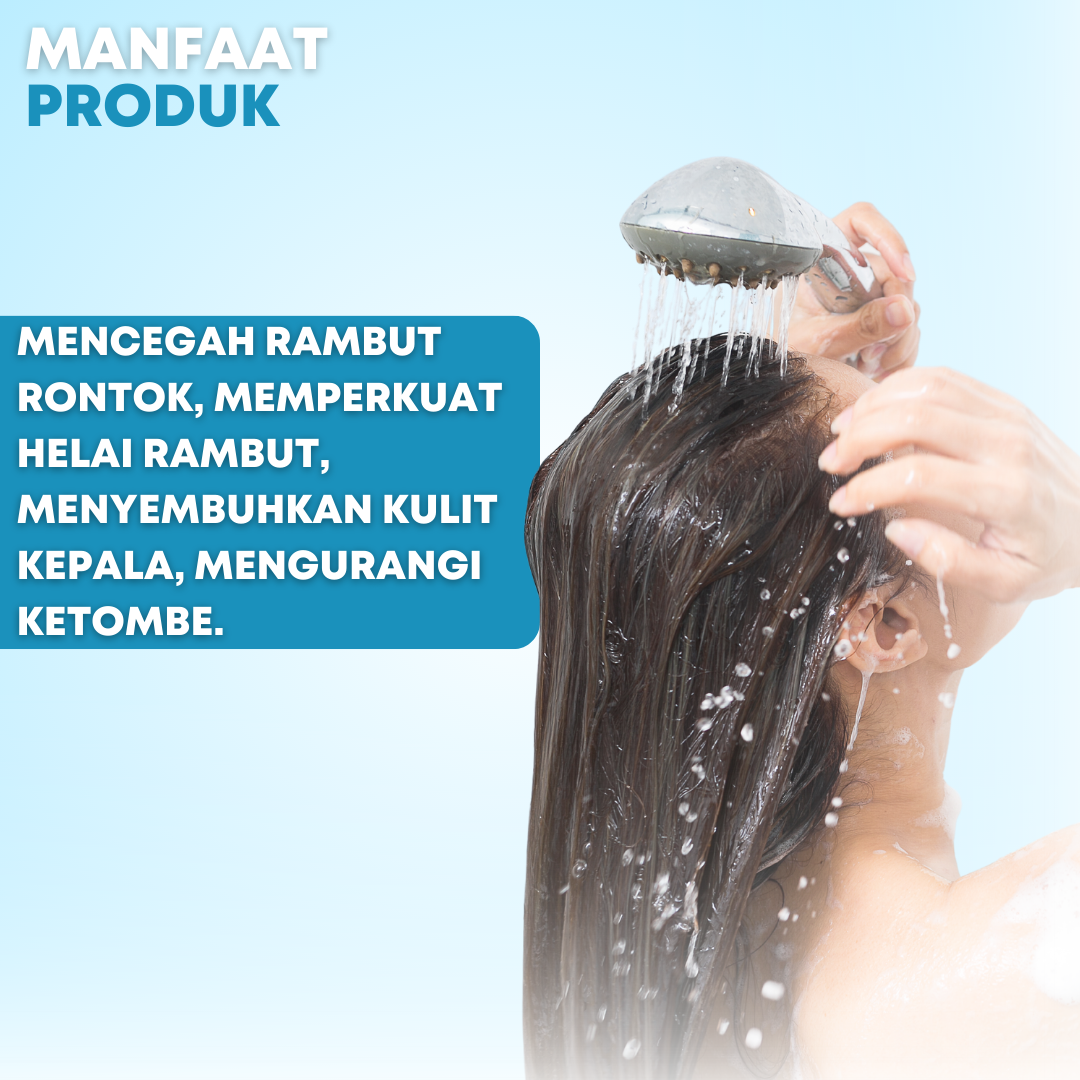 MANFAAT
PRODUK
MENCEGAH RAMBUT
RONTOK, MEMPERKUAT
HELAI RAMBUT,
MENYEMBUHKAN KULIT
KEPALA, MENGURANGI
KETOMBE.